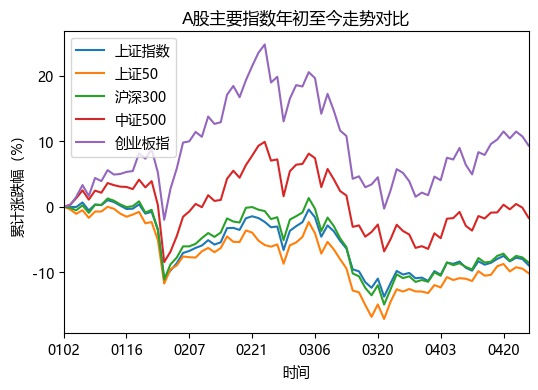 A股主要指数年初至今走势对比
上证指数
上证50
沪深300
中证500
创业板指
累计涨跌幅（%）
20
10
0
-10
0102
0116
0207
0221
0306
0320
0403
0420
时间